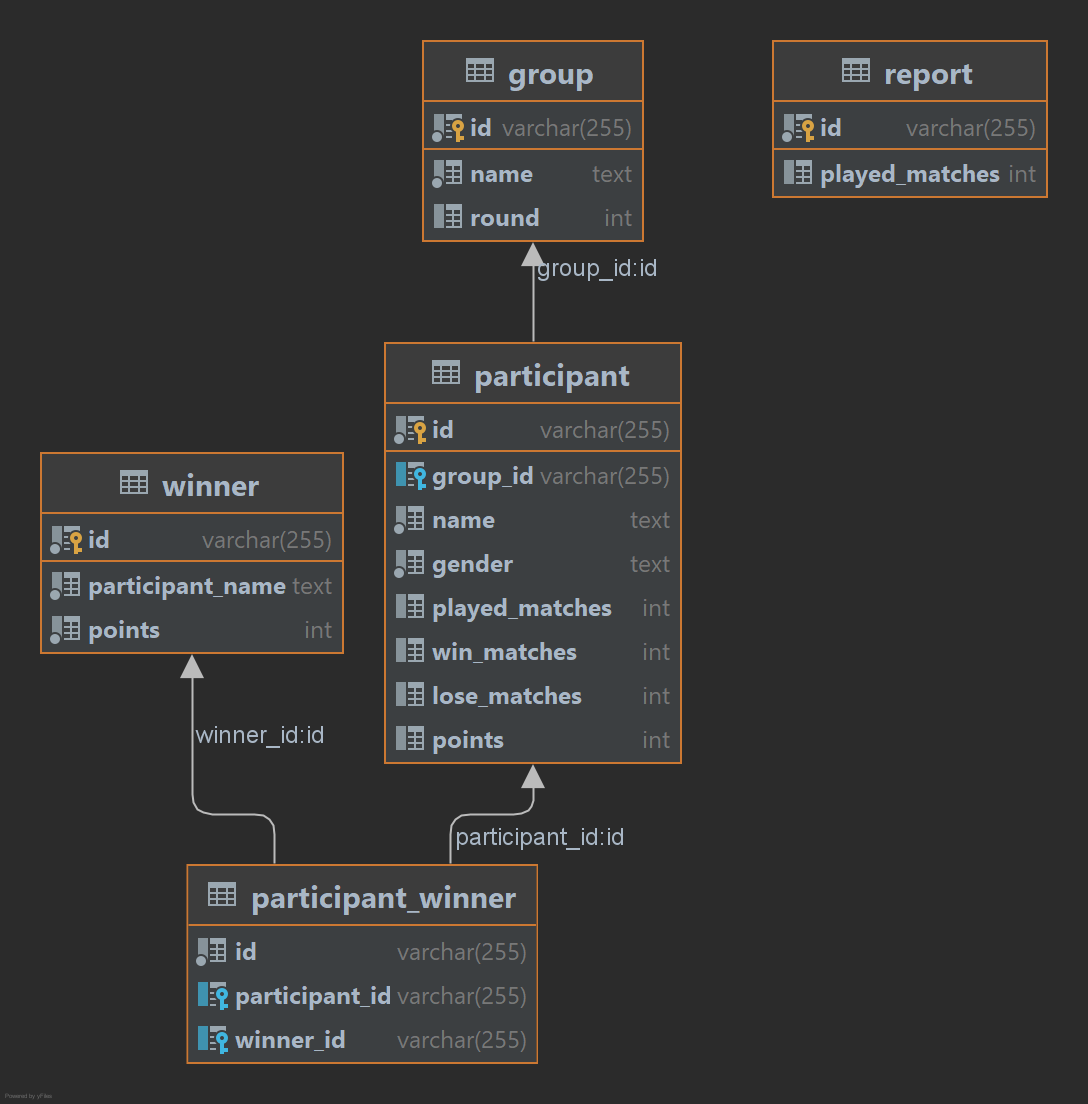 group
id varchar(255)
name text
round int
report
id varchar(255)
played_matches int
group_id:id
participant
id varchar(255)
group_id varchar(255)
name text
gender text
played_matches int
win_matches int
lose_matches int
points int
winner
id varchar(255)
participant_name text
points int
winner_id:id
participant_id:id
participant_winner
id varchar(255)
participant_id varchar(255)
winner_id varchar(255)
Powered by yFiles